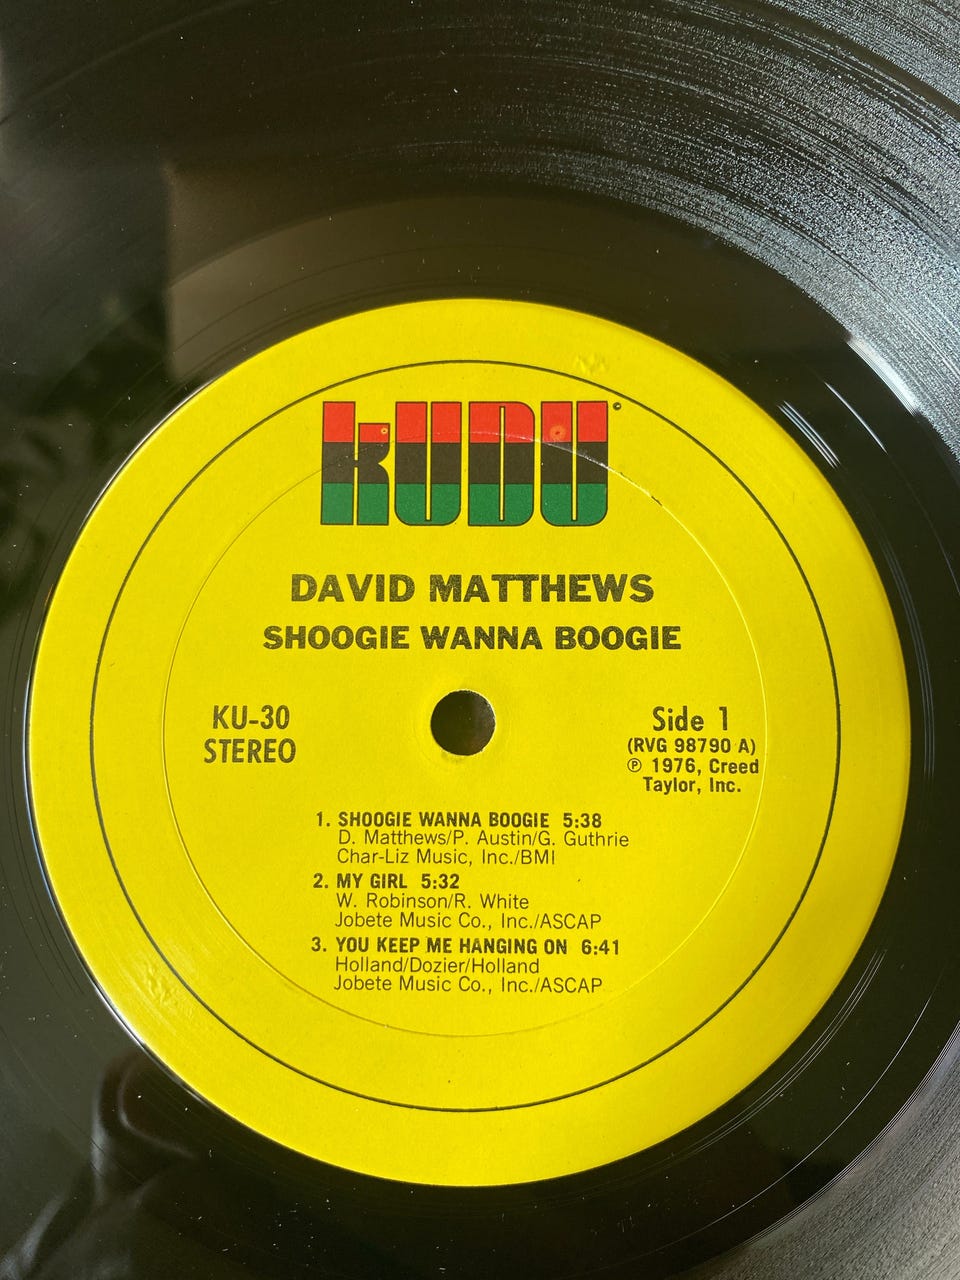 kUDU
DAVID MATTHEWS
SHOOGIE WANNA BOOGIE
KU-30
STEREO
Side 1
(RVG 98790 A)
℗ 1976, Creed
Taylor, Inc.
1. SHOOGIE WANNA BOOGIE 5:38
D. Matthews/P. Austin/G. Guthrie
Char-Liz Music, Inc./BMI
2. MY GIRL 5:32
W. Robinson/R. White
Jobete Music Co., Inc./ASCAP
3. YOU KEEP ME HANGING ON 6:41
Holland/Dozier/Holland
Jobete Music Co., Inc./ASCAP